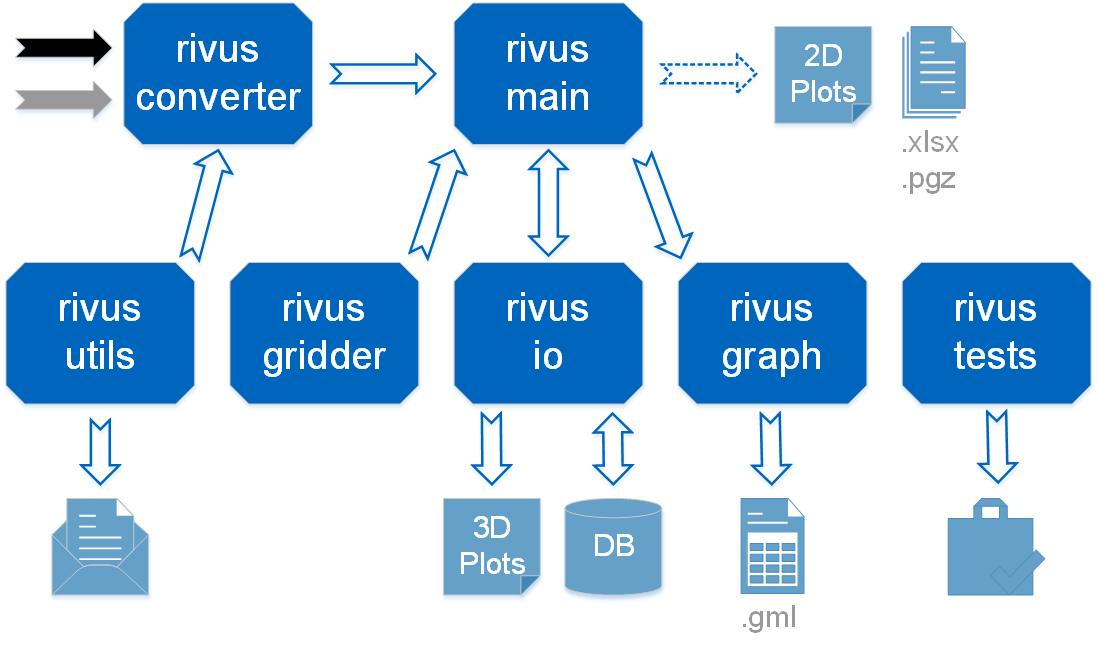 rivus
converter
rivus
main
2D
Plots
.xlsx
.pgz
rivus
utils
rivus
gridder
rivus
io
rivus
graph
rivus
tests
3D
Plots
DB
.gml